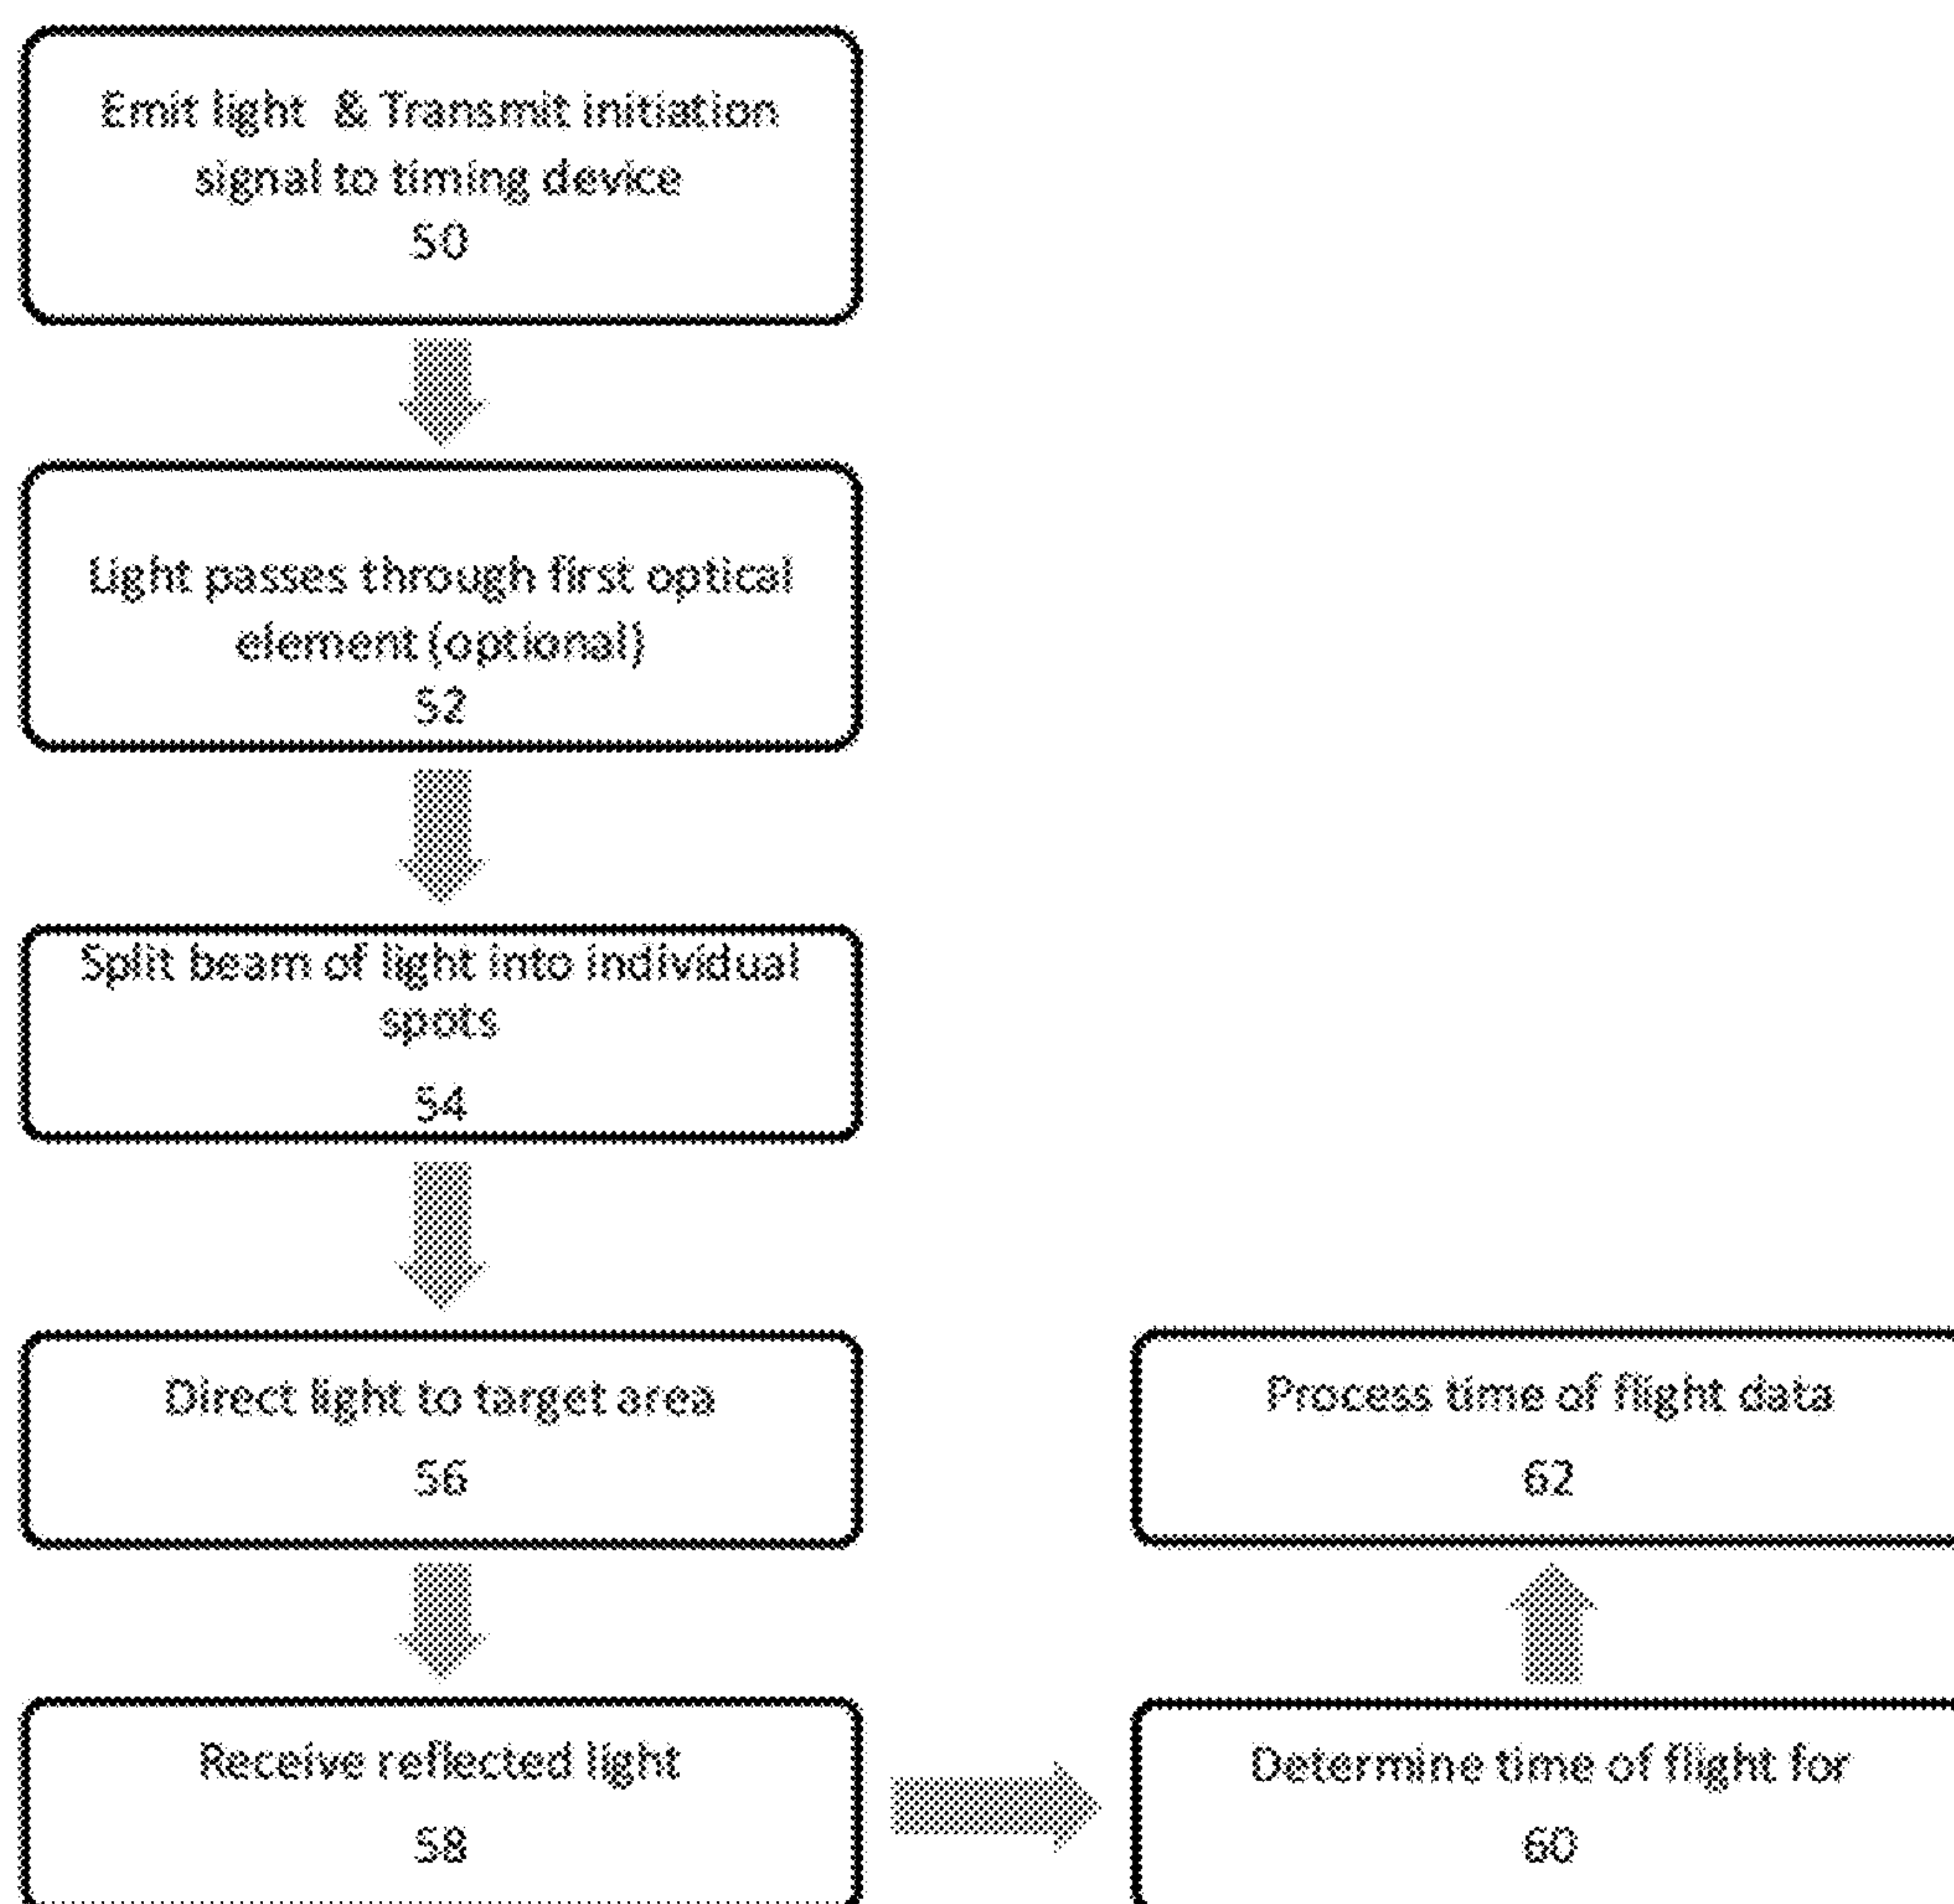 Emit light & Transmit initiation
signal to timing device
50
Light passes through first optical
element (optional)
52
Split beam of light into individual
spots
54
Direct light to target area
56
Receive reflected light
58
Determine time of flight for
60
Process time of flight data
62